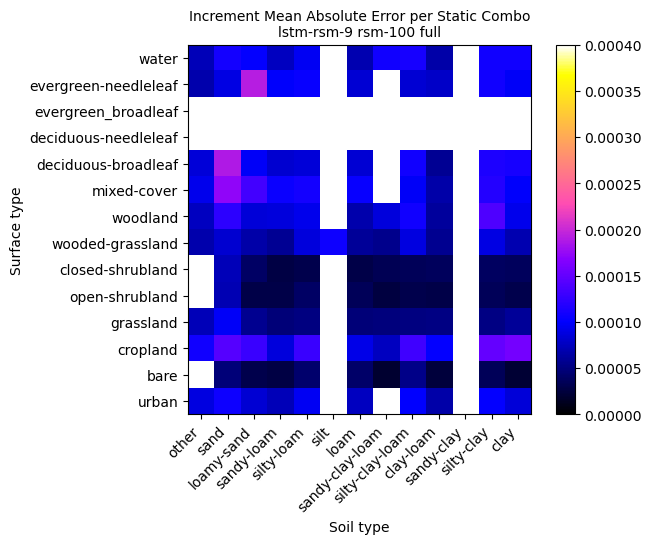 Increment Mean Absolute Error per Static Combo
lstm-rsm-9 rsm-100 full
Surface type
water
evergreen-needleleaf
evergreen_broadleaf
deciduous-needleleaf
deciduous-broadleaf
mixed-cover
woodland
wooded-grassland
closed-shrubland
open-shrubland
grassland
cropland
bare
urban
other
sand
loamy-sand
sandy-loam
silty-loam
silt
loam
sandy-clay-loam
silty-clay-loam
clay-loam
sandy-clay
silty-clay
clay
Soil type
0.00040
0.00035
0.00030
0.00025
0.00020
0.00015
0.00010
0.00005
0.00000